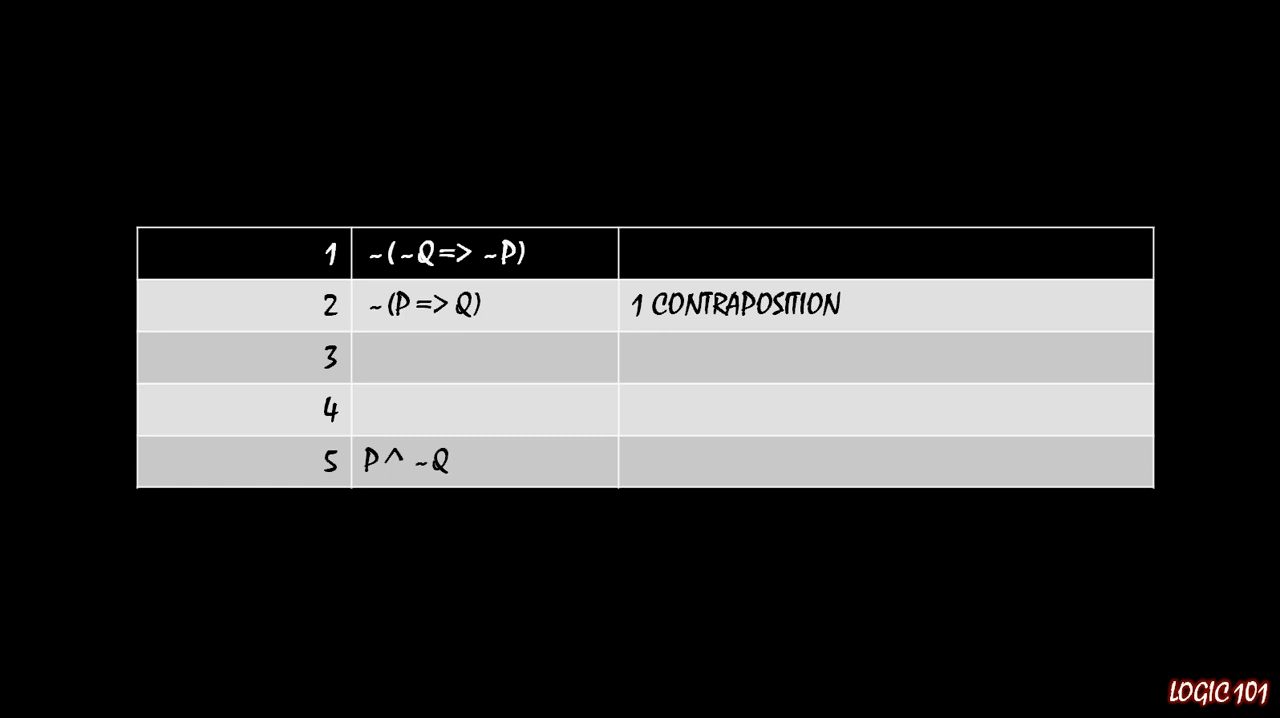 1 ~(~Q=> ~P)
2 ~(P=>Q) 1 CONTRAPOSITION
3
4
5 P^ ~Q
LOGIC 101